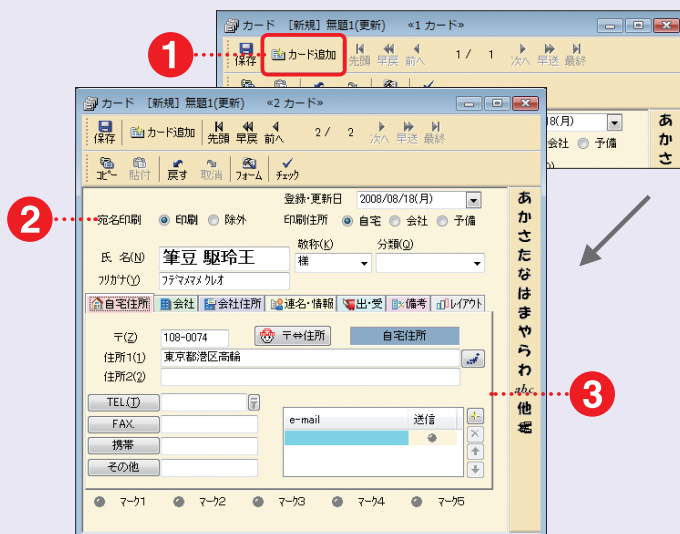 カード [新規] 無題1(更新) «1 カード»
1
保存 カード追加 先頭 早戻 前へ 1 / 1 次へ 早送 最終
18(月)
会社 予備
あ
か
さ
カード [新規] 無題1(更新) «2 カード»
保存 カード追加 先頭 早戻 前へ 2 / 2 次へ 早送 最終
ｺﾋﾟｰ 貼付 戻す 取消 ﾌｫｰﾑ ﾁｪｯｸ
登録・更新日 2008/08/18(月)
2
宛名印刷 印刷 除外 印刷住所 自宅 会社 予備
敬称(K) 分類(Q)
氏 名(N) 筆豆 駆玲王 様
ﾌﾘｶﾞﾅ(Y) ﾌﾃﾞﾏﾒﾏﾒ ｸﾚｵ
自宅住所 会社 会社住所 連名・情報 出・受 備考 ﾚｲｱｳﾄ
〒(Z) 108-0074 〒⇔住所 自宅住所
住所1(1) 東京都港区高輪
住所2(2)
3
TEL(T)
FAX
携帯
その他
e-mail 送信
ﾏｰｸ1 ﾏｰｸ2 ﾏｰｸ3 ﾏｰｸ4 ﾏｰｸ5
あ
か
さ
た
な
は
ま
や
ら
わ
abc
他